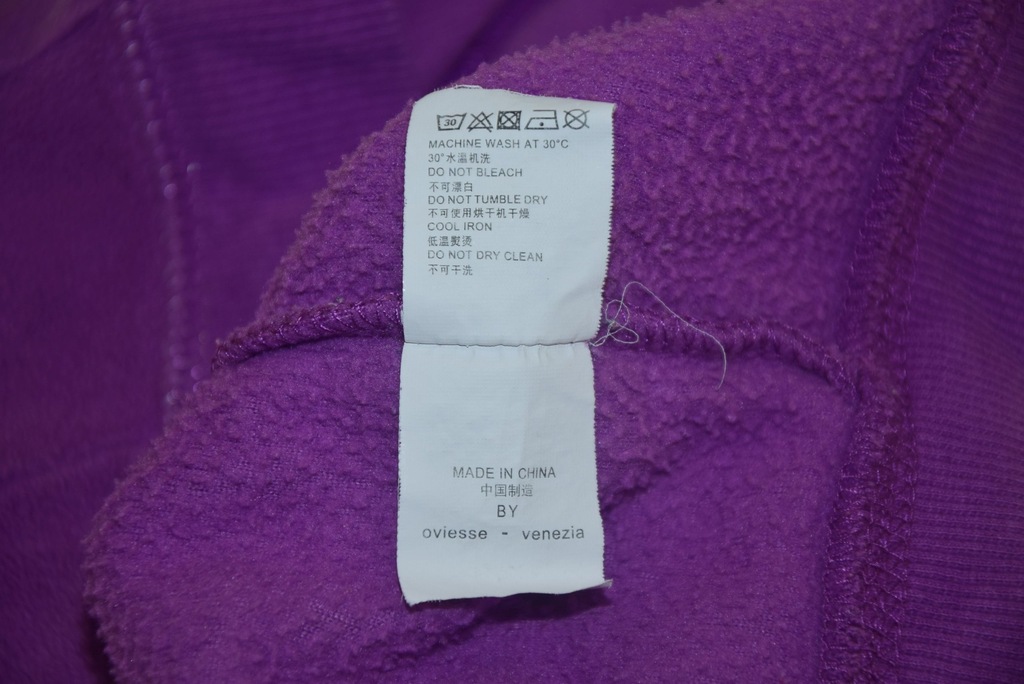 30
MACHINE WASH AT 30°C
30°水温机洗
DO NOT BLEACH
不可漂白
DO NOT TUMBLE DRY
不可使用烘干机干燥
COOL IRON
低温熨烫
DO NOT DRY CLEAN
不可干洗
MADE IN CHINA
中国制造
BY
oviesse - venezia